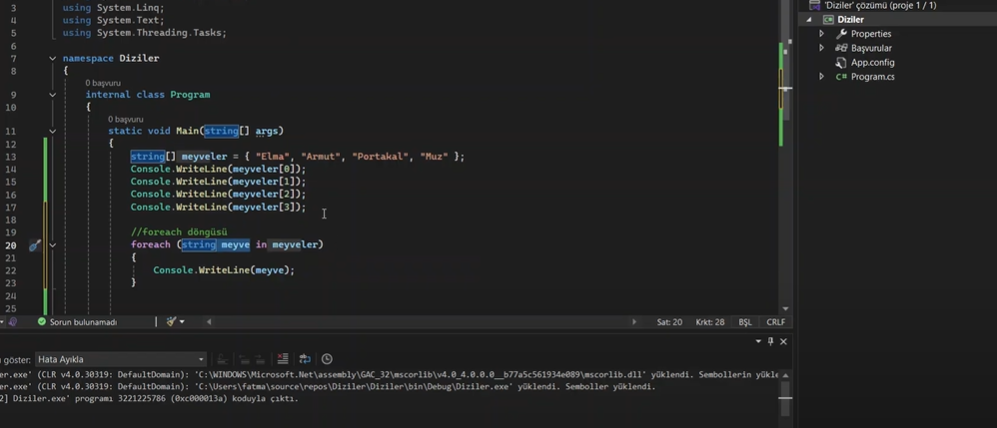 3 using System.Linq;
4 using System.Text;
5 using System.Threading.Tasks;
6
7 namespace Diziler
8 {
0 başvuru
9 internal class Program
10 {
0 başvuru
11 static void Main(string[] args)
12 {
13 string[] meyveler = { "Elma", "Armut", "Portakal", "Muz" };
14 Console.WriteLine(meyveler[0]);
15 Console.WriteLine(meyveler[1]);
16 Console.WriteLine(meyveler[2]);
17 Console.WriteLine(meyveler[3]);
18
19 //foreach döngüsü
20 foreach (string meyve in meyveler)
21 {
22 Console.WriteLine(meyve);
23 }
24
25
Sorun bulunamadı
Sat: 20 Krkt: 28 BŞL CRLF
'Diziler' çözümü (proje 1 / 1)
Diziler
Properties
Başvurular
App.config
C# Program.cs
göster: Hata Ayıkla
er.exe' (CLR v4.0.30319: DefaultDomain): 'C:\WINDOWS\Microsoft.Net\assembly\GAC_32\mscorlib\v4.0_4.0.0.0__b77a5c561934e089\mscorlib.dll' yüklendi. Sembollerin yükle
er.exe' (CLR v4.0.30319: DefaultDomain): 'C:\Users\fatma\source\repos\Diziler\Diziler\bin\Debug\Diziler.exe' yüklendi. Semboller yüklendi.
2] Diziler.exe' programı 3221225786 (0xc000013a) koduyla çıktı.